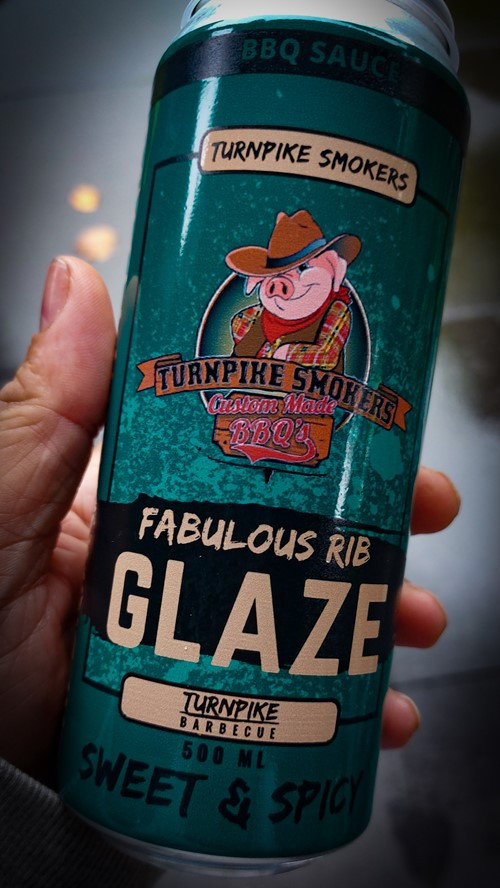 BBQ SAUCE
TURNPIKE SMOKERS
TURNPIKE SMOKERS
Custom Made
BBQ's
FABULOUS RIB
GLAZE
TURNPIKE
BARBECUE
500 ML
SWEET & SPICY